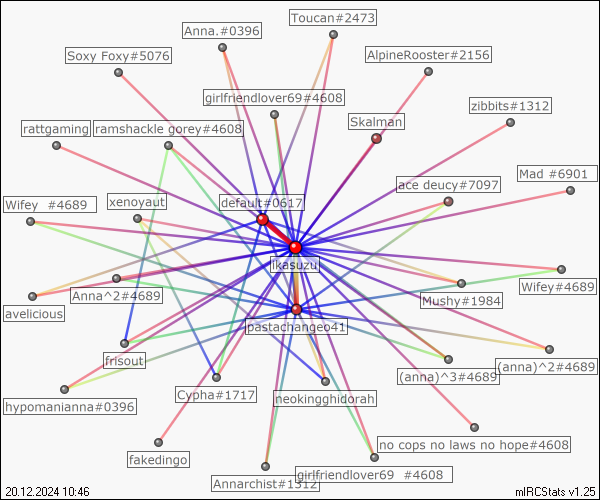 Toucan#2473
Anna.#0396
Soxy Foxy#5076
AlpineRooster#2156
girlfriendlover69#4608
zibbits#1312
rattgaming
ramshackle gorey#4608
Skalman
Mad #6901
ace deucy#7097
Wifey  #4689
xenoyaut
default#0617
likasuzul
Wifey#4689
Anna^2#4689
Mushy#1984
avelicious
pastachangeo41
frisout
(anna)^2#4689
(anna)^3#4689
Cypha#1717
neokingghidorah
hypomanianna#0396
no cops no laws no hope#4608
fakedingo
girlfriendlover69  #4608
Annarchist#1312
20.12.2024 10:46
mIRCStats v1.25